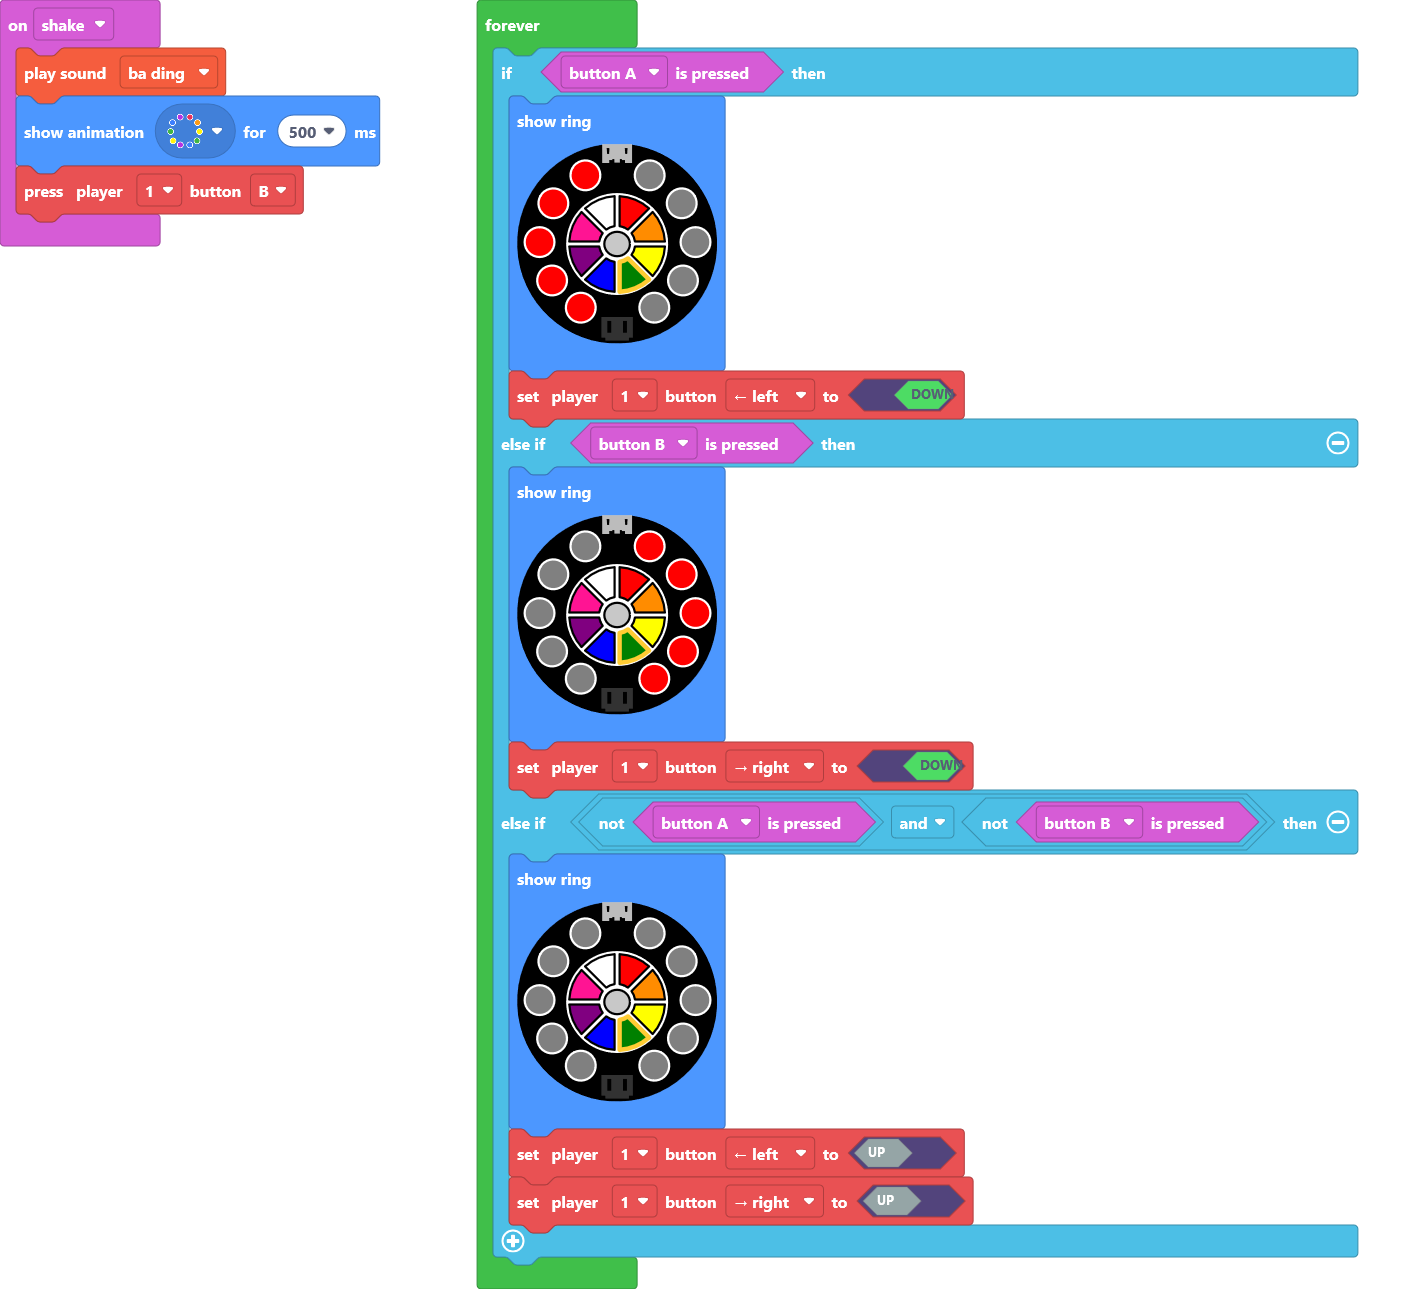 on shake
play sound ba ding
show animation for 500 ms
press player 1 button B
forever
if button A is pressed then
show ring
set player 1 button ← left to DOWN
else if button B is pressed then
show ring
set player 1 button → right to DOWN
else if not button A is pressed and not button B is pressed then
show ring
set player 1 button ← left to UP
set player 1 button → right to UP